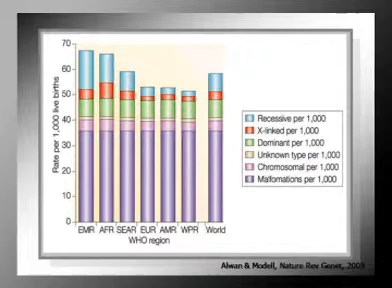 70
60
50
40
30
20
10
0
Rate per 1,000 live births
EMR AFR SEAR EUR AMR WPR World
WHO region
Recessive per 1,000
X-linked per 1,000
Dominant per 1,000
Unknown type per 1,000
Chromosomal per 1,000
Malfomations per 1,000
Alwan & Modell, Nature Rev Genet, 2003